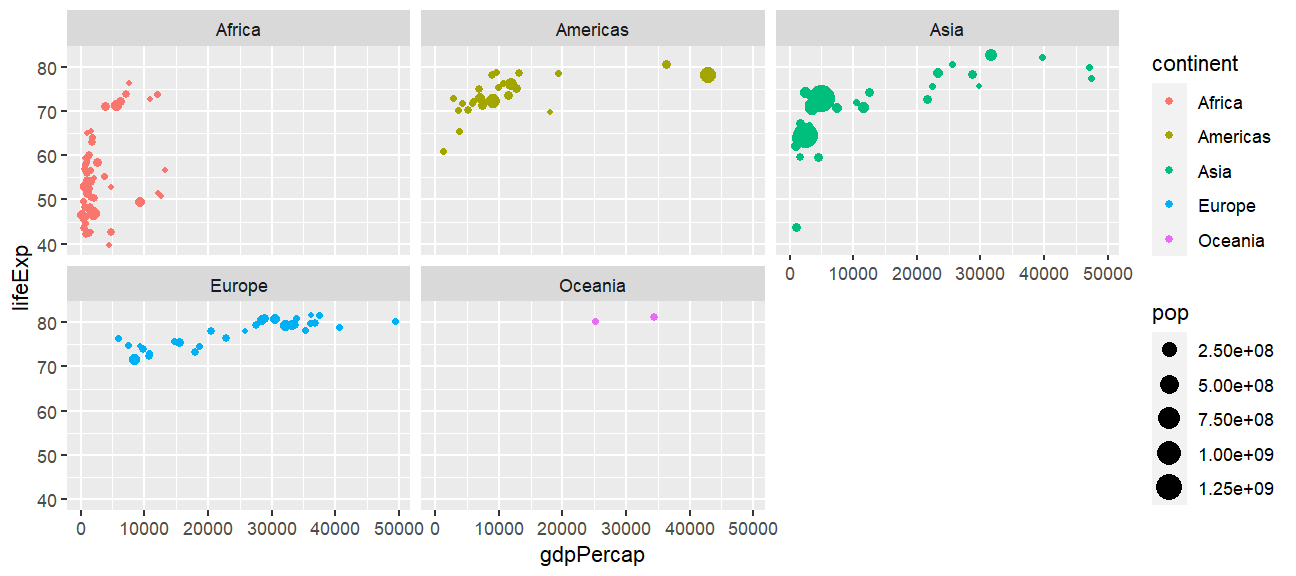 Africa
Americas
Asia
80
70
60
50
40
0 10000 20000 30000 40000 50000
Europe
Oceania
80
70
60
50
40
0 10000 20000 30000 40000 50000
0 10000 20000 30000 40000 50000
gdpPercap
lifeExp
continent
Africa
Americas
Asia
Europe
Oceania
pop
2.50e+08
5.00e+08
7.50e+08
1.00e+09
1.25e+09